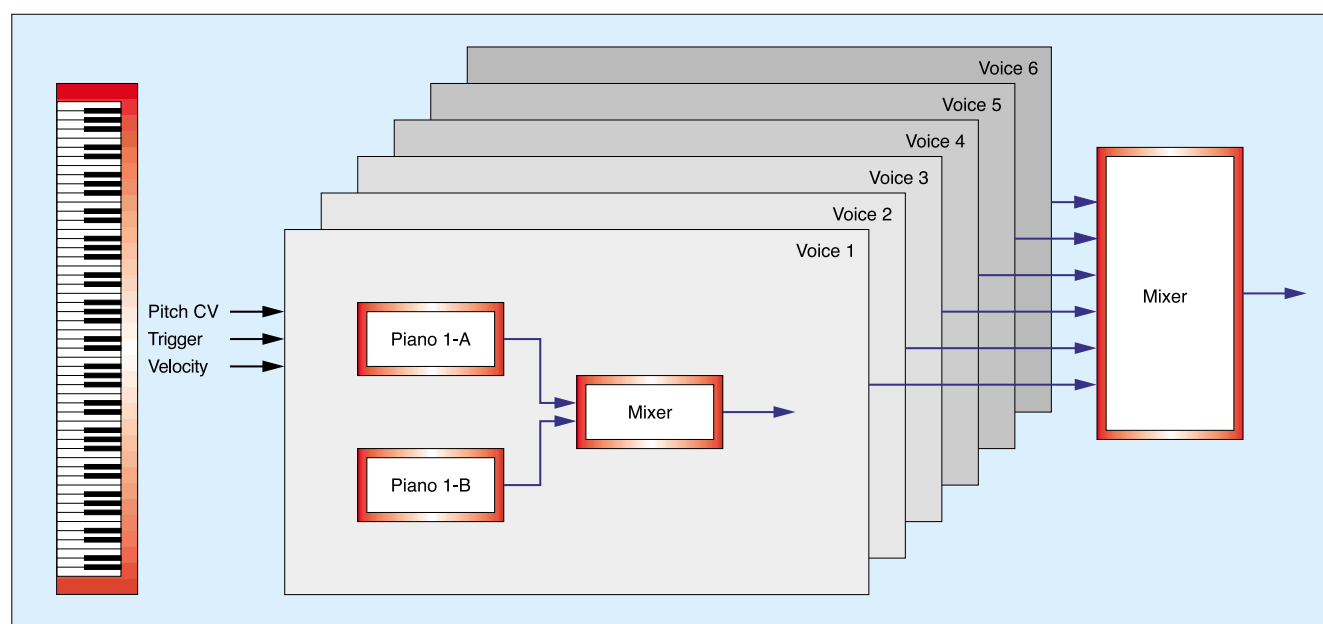 Voice 6
Voice 5
Voice 4
Voice 3
Voice 2
Voice 1
Pitch CV
Trigger
Velocity
Piano 1-A
Piano 1-B
Mixer
Mixer